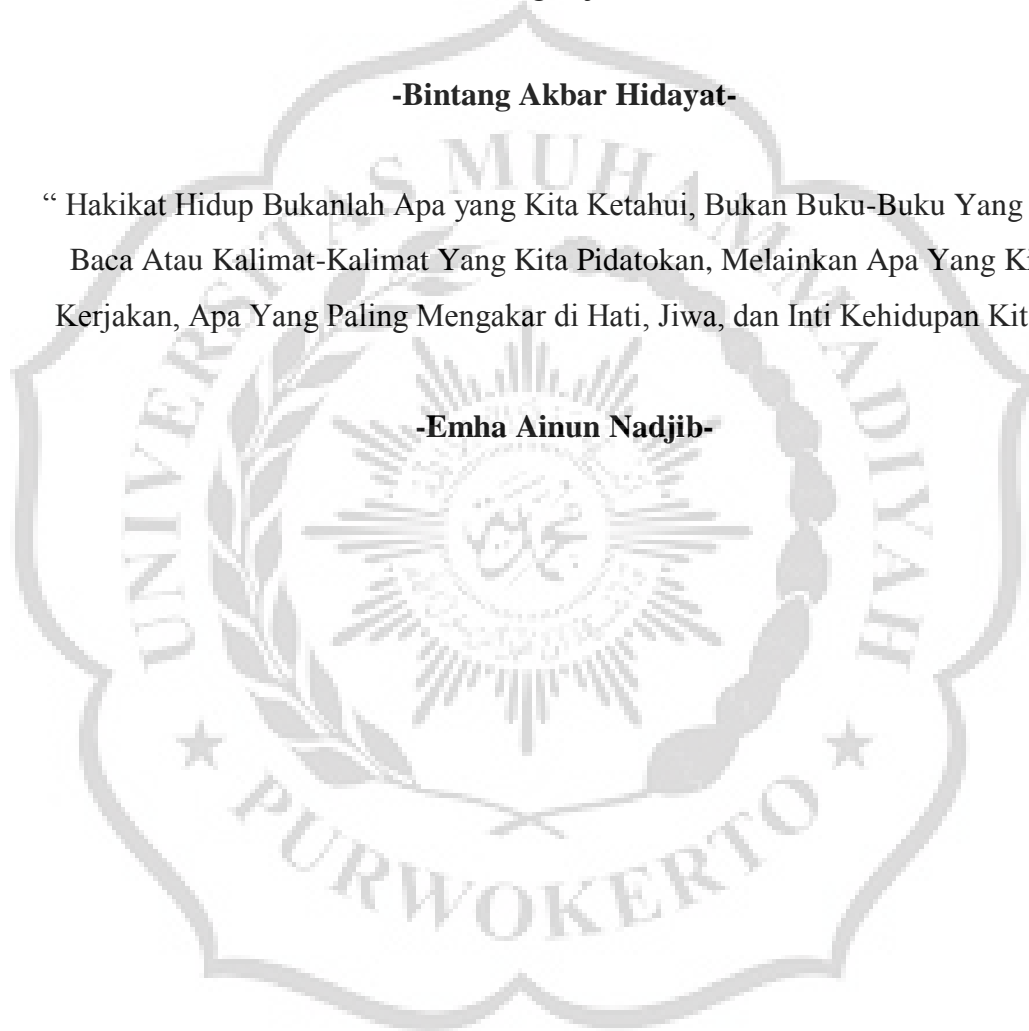 -Bintang Akbar Hidayat-
“ Hakikat Hidup Bukanlah Apa yang Kita Ketahui, Bukan Buku-Buku Yang
Baca Atau Kalimat-Kalimat Yang Kita Pidatokan, Melainkan Apa Yang
Kerjakan, Apa Yang Paling Mengakar di Hati, Jiwa, dan Inti Kehidupan
-Emha Ainun Nadjib-
UNIVERSITAS MUHAMMADIYAH
PURWOKERTO